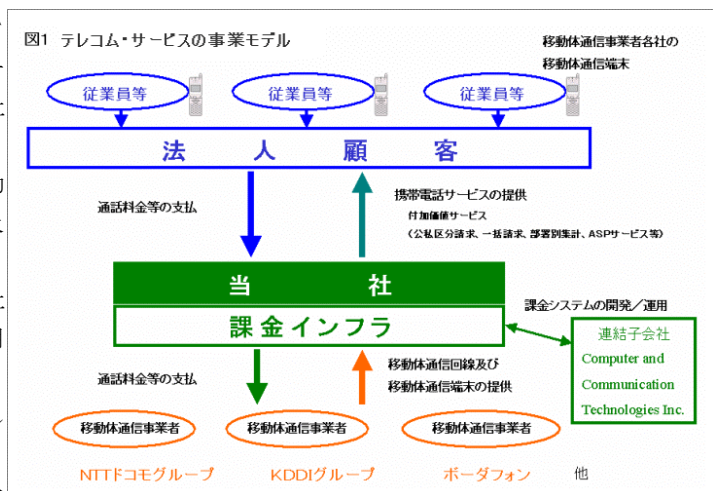 図1 テレコム・サービスの事業モデル
移動体通信事業者各社の
移動体通信端末
従業員等
従業員等
従業員等
法人顧客
通話料金等の支払
携帯電話サービスの提供
付加価値サービス
(公私区分請求、一括請求、部署別集計、ASPサービス等)
当社
課金インフラ
課金システムの開発/運用
連結子会社
Computer and
Communication
Technologies Inc.
通話料金等の支払
移動体通信回線及び
移動体通信端末の提供
移動体通信事業者
移動体通信事業者
移動体通信事業者
NTTドコモグループ
KDDIグループ
ボーダフォン
他